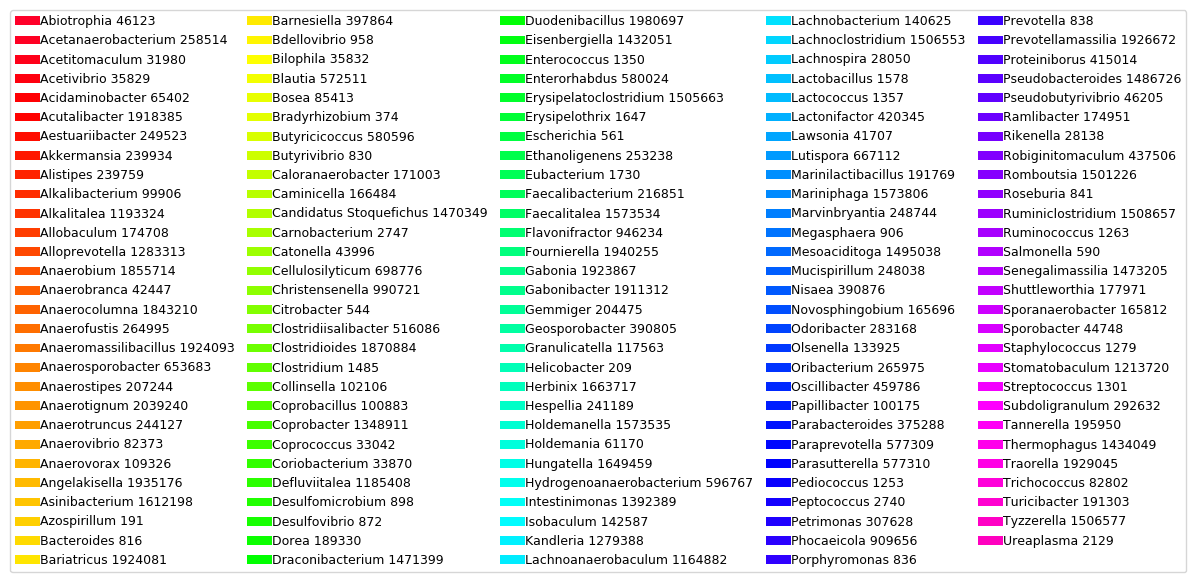 Abiotrophia 46123
Acetanaerobacterium 258514
Acetitomaculum 31980
Acetivibrio 35829
Acidaminobacter 65402
Acutalibacter 1918385
Aestuariibacter 249523
Akkermansia 239934
Alistipes 239759
Alkalibacterium 99906
Alkalitalea 1193324
Allobaculum 174708
Alloprevotella 1283313
Anaerobium 1855714
Anaerobranca 42447
Anaerocolumna 1843210
Anaerofustis 264995
Anaeromassilibacillus 1924093
Anaerosporobacter 653683
Anaerostipes 207244
Anaerotignum 2039240
Anaerotruncus 244127
Anaerovibrio 82373
Anaerovorax 109326
Angelakisella 1935176
Asinibacterium 1612198
Azospirillum 191
Bacteroides 816
Bariatricus 1924081
Barnesiella 397864
Bdellovibrio 958
Bilophila 35832
Blautia 572511
Bosea 85413
Bradyrhizobium 374
Butyricicoccus 580596
Butyrivibrio 830
Caloranaerobacter 171003
Caminicella 166484
Candidatus Stoquefichus 1470349
Carnobacterium 2747
Catonella 43996
Cellulosilyticum 698776
Christensenella 990721
Citrobacter 544
Clostridiisalibacter 516086
Clostridioides 1870884
Clostridium 1485
Collinsella 102106
Coprobacillus 100883
Coprobacter 1348911
Coprococcus 33042
Coriobacterium 33870
Defluviitalea 1185408
Desulfomicrobium 898
Desulfovibrio 872
Dorea 189330
Draconibacterium 1471399
Duodenibacillus 1980697
Eisenbergiella 1432051
Enterococcus 1350
Enterorhabdus 580024
Erysipelatoclostridium 1505663
Erysipelothrix 1647
Escherichia 561
Ethanoligenens 253238
Eubacterium 1730
Faecalibacterium 216851
Faecalitalea 1573534
Flavonifractor 946234
Fournierella 1940255
Gabonia 1923867
Gabonibacter 1911312
Gemmiger 204475
Geosporobacter 390805
Granulicatella 117563
Helicobacter 209
Herbinix 1663717
Hespellia 241189
Holdemanella 1573535
Holdemania 61170
Hungatella 1649459
Hydrogenoanaerobacterium 596767
Intestinimonas 1392389
Isobaculum 142587
Kandleria 1279388
Lachnoanaerobaculum 1164882
Lachnobacterium 140625
Lachnoclostridium 1506553
Lachnospira 28050
Lactobacillus 1578
Lactococcus 1357
Lactonifactor 420345
Lawsonia 41707
Lutispora 667112
Marinilactibacillus 191769
Mariniphaga 1573806
Marvinbryantia 248744
Megasphaera 906
Mesoaciditoga 1495038
Mucispirillum 248038
Nisaea 390876
Novosphingobium 165696
Odoribacter 283168
Olsenella 133925
Oribacterium 265975
Oscillibacter 459786
Papillibacter 100175
Parabacteroides 375288
Paraprevotella 577309
Parasutterella 577310
Pediococcus 1253
Peptococcus 2740
Petrimonas 307628
Phocaeicola 909656
Porphyromonas 836
Prevotella 838
Prevotellamassilia 1926672
Proteiniborus 415014
Pseudobacteroides 1486726
Pseudobutyrivibrio 46205
Ramlibacter 174951
Rikenella 28138
Robiginitomaculum 437506
Romboutsia 1501226
Roseburia 841
Ruminiclostridium 1508657
Ruminococcus 1263
Salmonella 590
Senegalimassilia 1473205
Shuttleworthia 177971
Sporanaerobacter 165812
Sporobacter 44748
Staphylococcus 1279
Stomatobaculum 1213720
Streptococcus 1301
Subdoligranulum 292632
Tannerella 195950
Thermophagus 1434049
Traorella 1929045
Trichococcus 82802
Turicibacter 191303
Tyzzerella 1506577
Ureaplasma 2129